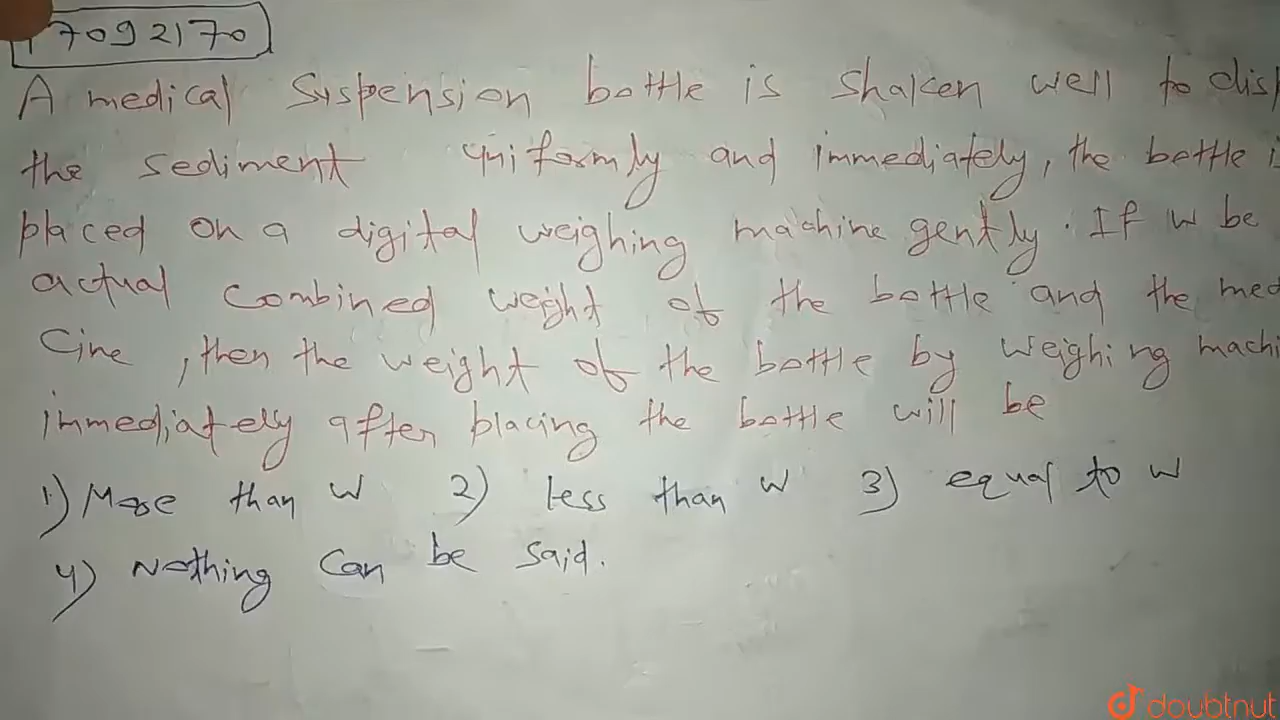 17092170
A medical Suspension bottle is shaken well to disp
the sediment uniformly and immediately, the bottle i
placed on a digital weighing machine gently. If w be
actual combined weight of the bottle and the med
cine, then the weight of the bottle by weighing machi
immediately after placing the bottle will be
1) More than W 2) less than W 3) equal to W
4) Nothing can be said.
doubtnut